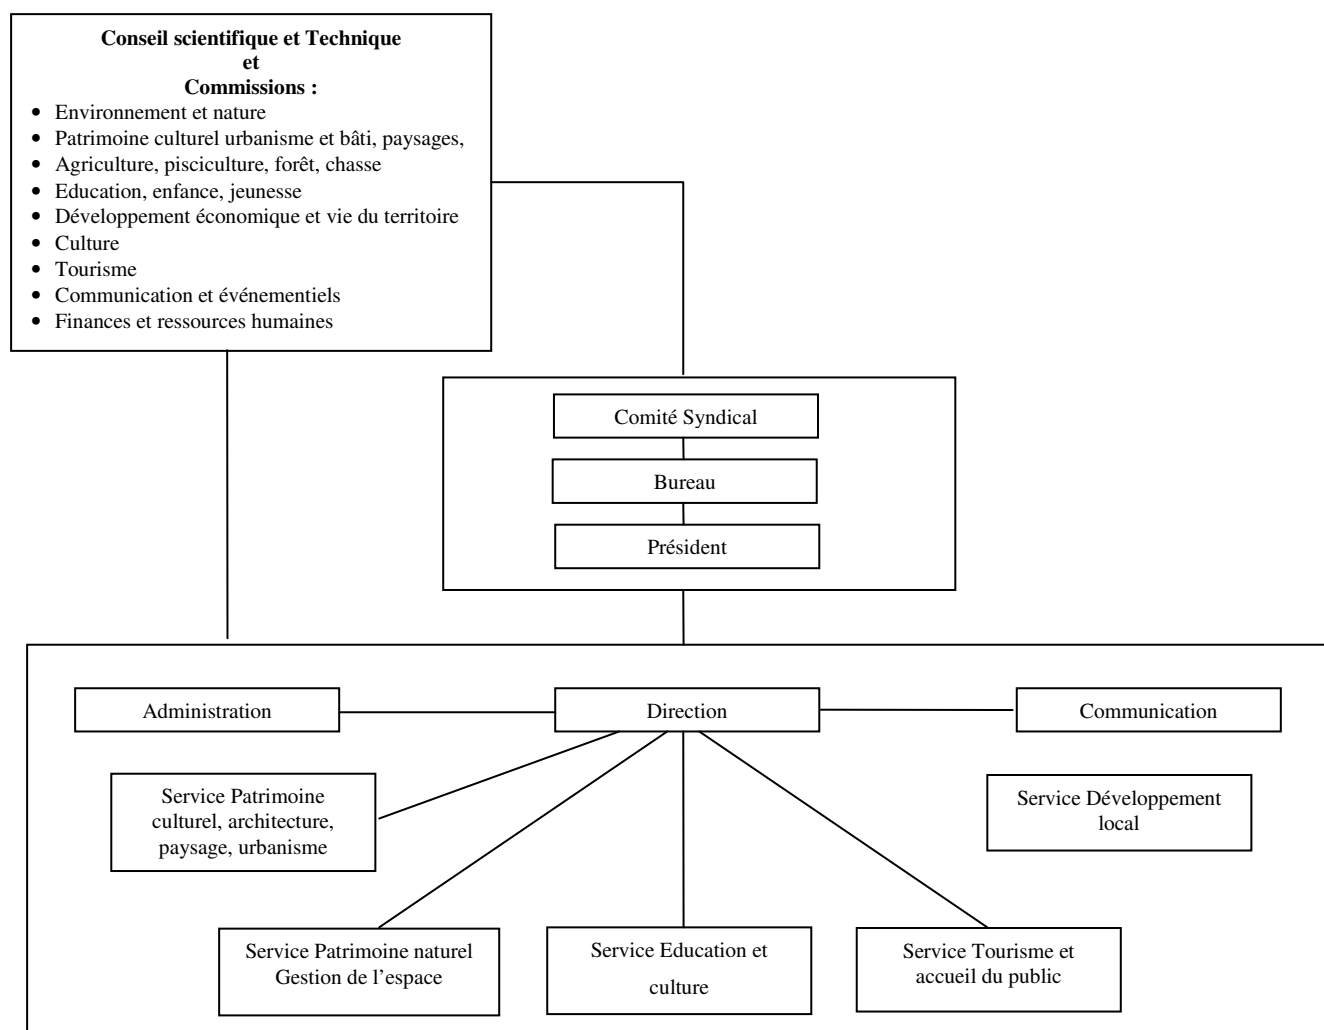 Conseil scientifique et Technique
et
Commissions :
• Environnement et nature
• Patrimoine culturel urbanisme et bâti, paysages,
• Agriculture, pisciculture, forêt, chasse
• Education, enfance, jeunesse
• Développement économique et vie du territoire
• Culture
• Tourisme
• Communication et événementiels
• Finances et ressources humaines
Comité Syndical
Bureau
Président
Administration
Direction
Communication
Service Patrimoine
culturel, architecture,
paysage, urbanisme
Service Développement
local
Service Patrimoine naturel
Gestion de l’espace
Service Education et
culture
Service Tourisme et
accueil du public